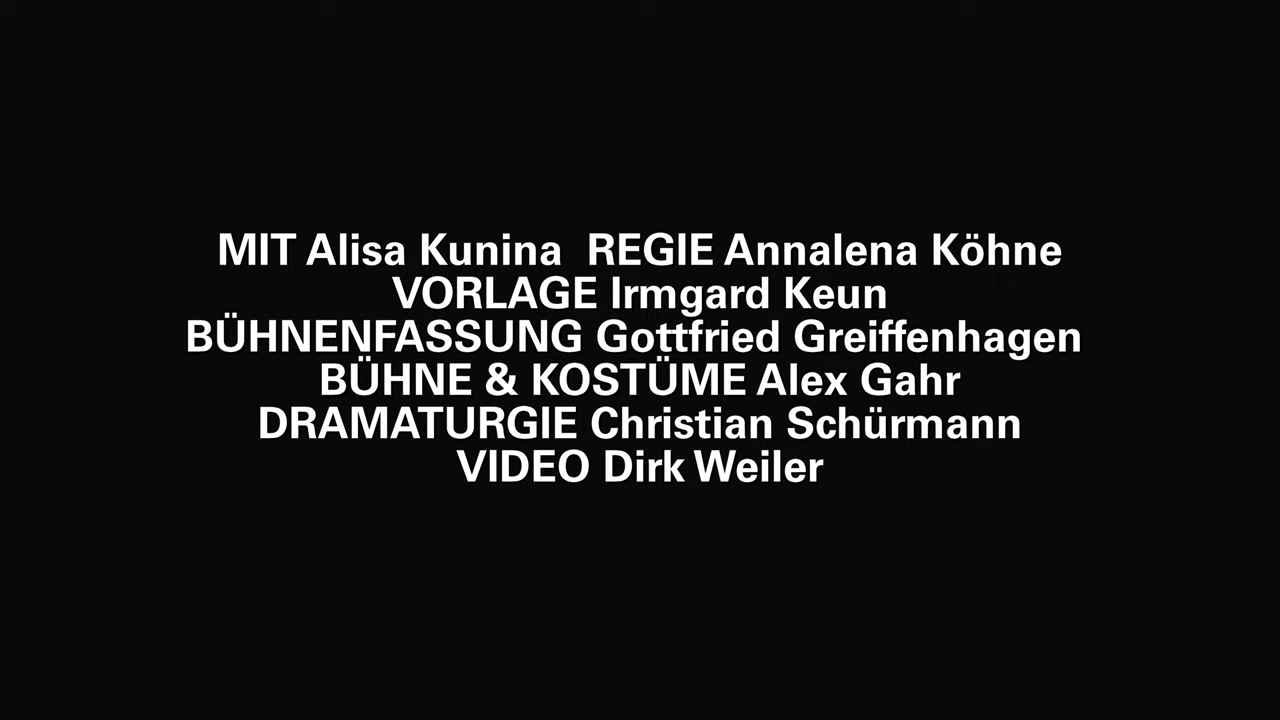 MIT Alisa Kunina  REGIE Annalena Köhne
VORLAGE Irmgard Keun
BÜHNENFASSUNG Gottfried Greiffenhagen
BÜHNE & KOSTÜME Alex Gahr
DRAMATURGIE Christian Schürmann
VIDEO Dirk Weiler